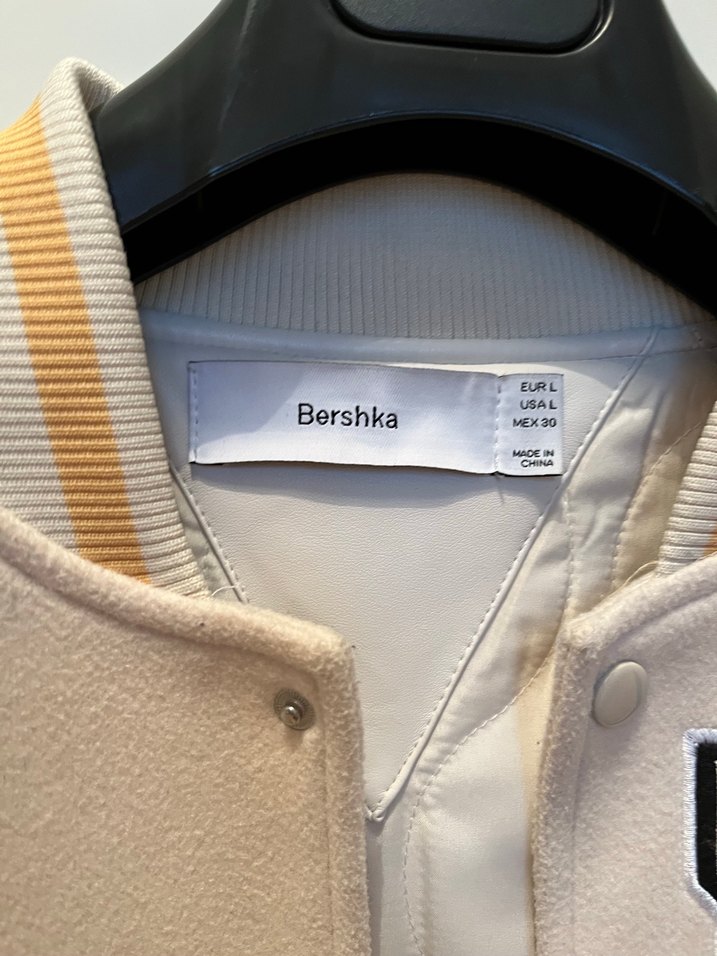 Bershka
EUR L
USA L
MEX 30
MADE IN
CHINA